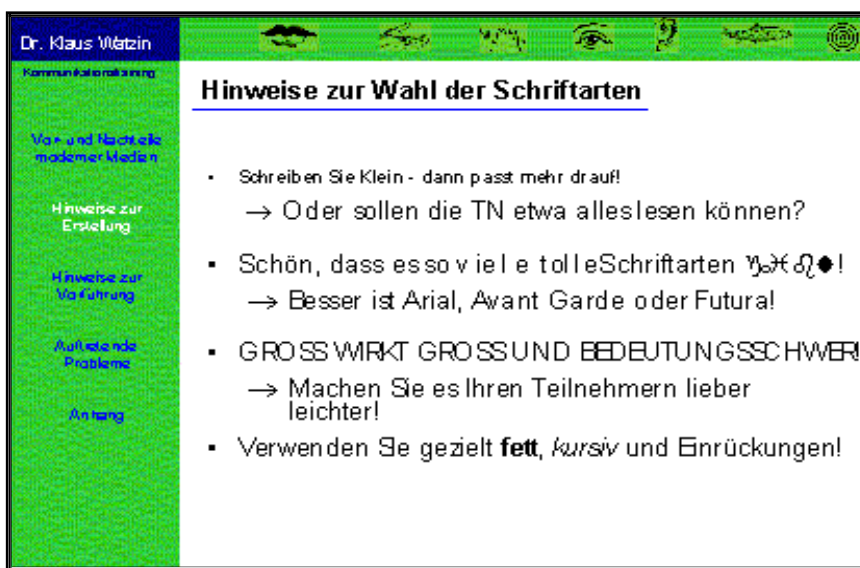 Dr. Klaus Watzin
Kommunikationstraining
Vor- und Nachteile
moderner Medien
Hinweise zur
Erstellung
Hinweise zur
Vorführung
Auftretende
Probleme
Anhang
Hinweise zur Wahl der Schriftarten
▪ Schreiben Sie Klein - dann passt mehr drauf!
→ Oder sollen die TN etwa alles lesen können?
▪ Schön, dass es so viele tolle Schriftarten ♑♓♌♦!
→ Besser ist Arial, Avant Garde oder Futura!
▪ GROSS WIRKT GROSS UND BEDEUTUNGSSCHWER!
→ Machen Sie es Ihren Teilnehmern lieber
leichter!
▪ Verwenden Sie gezielt fett, kursiv und Einrückungen!